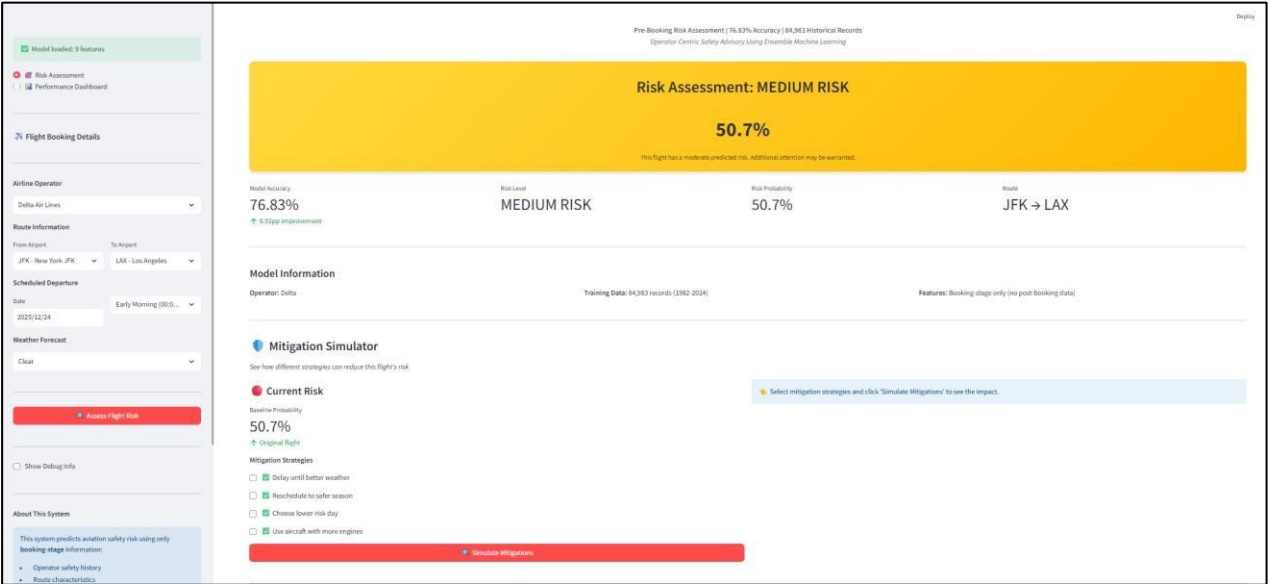 Deploy
Model loaded: 9 features
Risk Assessment
Performance Dashboard
Flight Booking Details
Airline Operator
Delta Air Lines
Route Information
From Airport To Airport
JFK - New York JFK LAX - Los Angeles
Scheduled Departure
Date
Early Morning (00:0...
2025/12/24
Weather Forecast
Clear
Assess Flight Risk
Show Debug Info
About This System
This system predicts aviation safety risk using only
booking-stage information:
• Operator safety history
• Route characteristics
Pre-Booking Risk Assessment | 76.83% Accuracy | 84,983 Historical Records
Operator-Centric Safety Advisory Using Ensemble Machine Learning
Risk Assessment: MEDIUM RISK
50.7%
This flight has a moderate predicted risk. Additional attention may be warranted.
Model Accuracy Risk Level Risk Probability Route
76.83% MEDIUM RISK 50.7% JFK → LAX
↑ 6.92pp improvement
Model Information
Operator: Delta Training Data: 84,983 records (1982-2024) Features: Booking stage only (no post-booking data)
Mitigation Simulator
See how different strategies can reduce this flight's risk
Current Risk
Select mitigation strategies and click 'Simulate Mitigations' to see the impact.
Baseline Probability
50.7%
↑ Original flight
Mitigation Strategies
Delay until better weather
Reschedule to safer season
Choose lower-risk day
Use aircraft with more engines
Simulate Mitigations